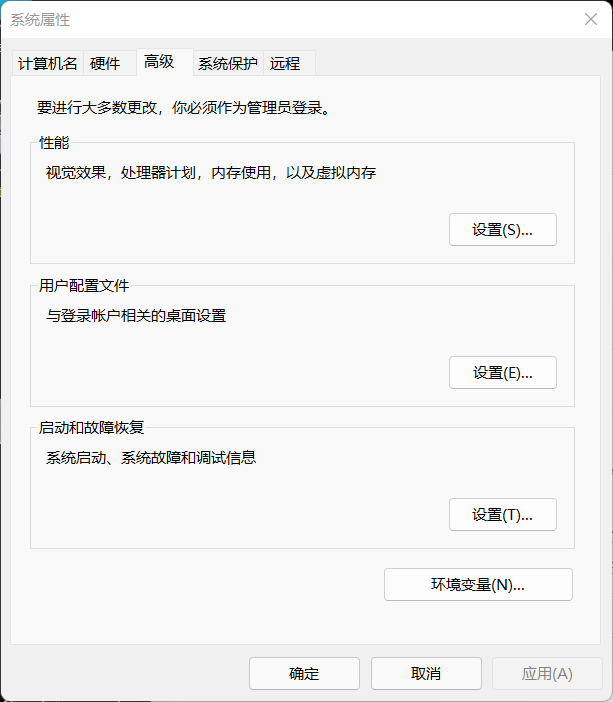 系统属性
计算机名 硬件 高级 系统保护 远程
要进行大多数更改，你必须作为管理员登录。
性能
视觉效果，处理器计划，内存使用，以及虚拟内存
设置(S)...
用户配置文件
与登录帐户相关的桌面设置
设置(E)...
启动和故障恢复
系统启动、系统故障和调试信息
设置(T)...
环境变量(N)...
确定 取消 应用(A)